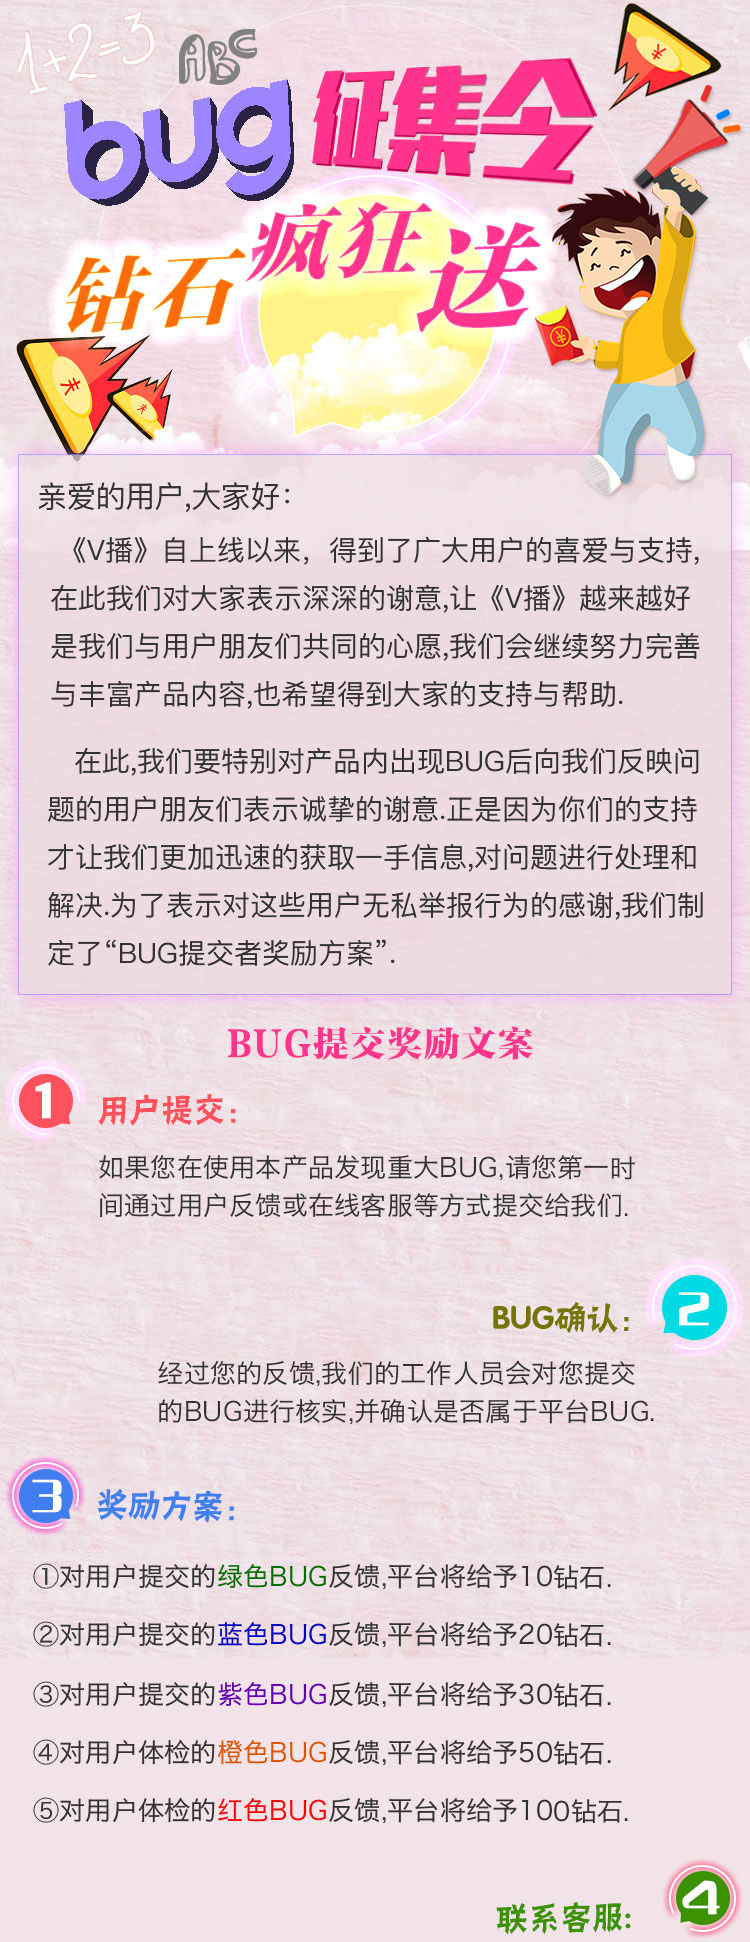 1+2=3
ABC
bug征集令
钻石疯狂送
亲爱的用户,大家好：
《V播》自上线以来，得到了广大用户的喜爱与支持,
在此我们对大家表示深深的谢意,让《V播》越来越好
是我们与用户朋友们共同的心愿,我们会继续努力完善
与丰富产品内容,也希望得到大家的支持与帮助.
在此,我们要特别对产品内出现BUG后向我们反映问
题的用户朋友们表示诚挚的谢意.正是因为你们的支持
才让我们更加迅速的获取一手信息,对问题进行处理和
解决.为了表示对这些用户无私举报行为的感谢,我们制
定了“BUG提交者奖励方案”.
BUG提交奖励文案
1 用户提交：
如果您在使用本产品发现重大BUG,请您第一时
间通过用户反馈或在线客服等方式提交给我们.
BUG确认： 2
经过您的反馈,我们的工作人员会对您提交
的BUG进行核实,并确认是否属于平台BUG.
3 奖励方案：
①对用户提交的绿色BUG反馈,平台将给予10钻石.
②对用户提交的蓝色BUG反馈,平台将给予20钻石.
③对用户提交的紫色BUG反馈,平台将给予30钻石.
④对用户体检的橙色BUG反馈,平台将给予50钻石.
⑤对用户体检的红色BUG反馈,平台将给予100钻石.
联系客服: 4